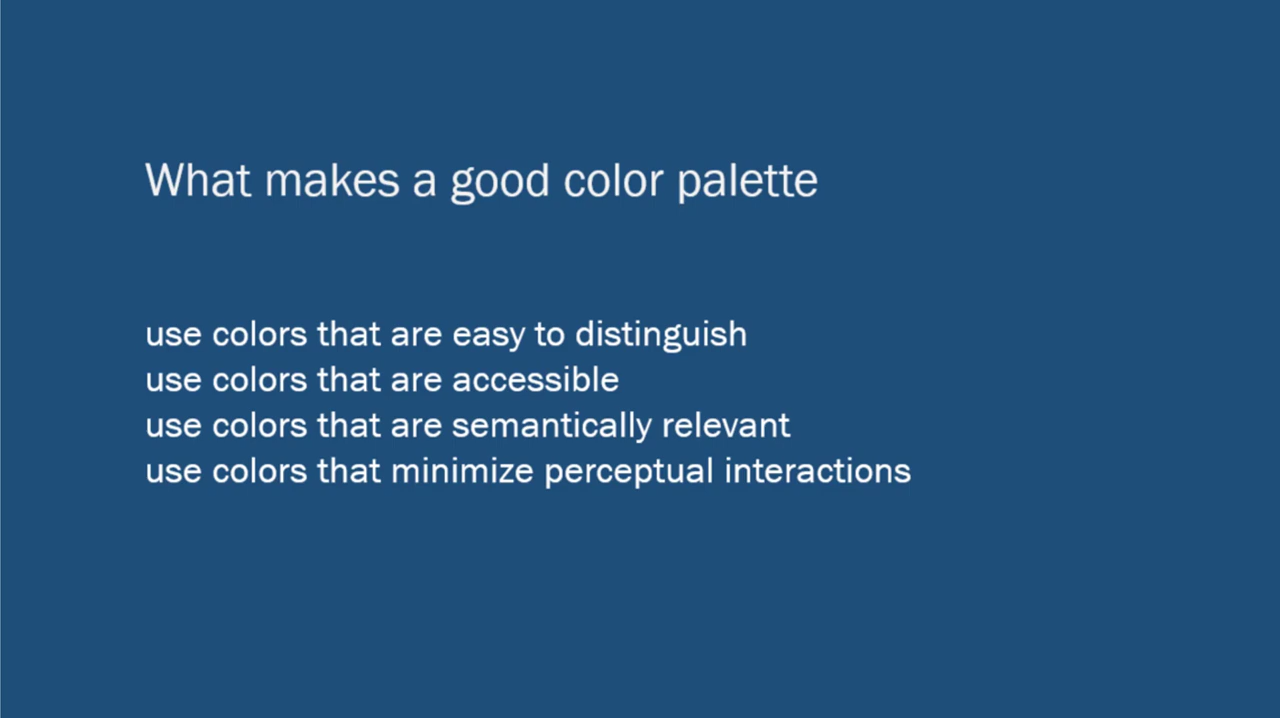 What makes a good color palette
use colors that are easy to distinguish
use colors that are accessible
use colors that are semantically relevant
use colors that minimize perceptual interactions